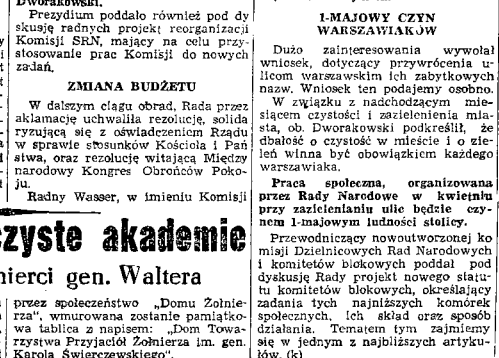 Dworakowski.
Prezydium poddało również pod dy
skusję radnych projekt reorganizacji
Komisji SRN, mający na celu przy-
stosowanie prac Komisji do nowych
zadań.
ZMIANA BUDŻETU
W dalszym ciągu obrad, Rada przez
aklamację uchwaliła rezolucję, solida
ryzującą się z oświadczeniem Rządu
w sprawie stosunków Kościoła i Pań
stwa, oraz rezolucję witającą Między
narodowy Kongres Obrońców Poko-
ju.
Radny Wasser, w imieniu Komisji
czyste akademie
mierci gen. Waltera
przez społeczeństwo „Domu Żołnie-
rza”, wmurowana zostanie pamiątko-
wa tablica z napisem: „Dom Towa-
rzystwa Przyjaciół Żołnierza im. gen.
Karola Świerczewskiego”.
1-MAJOWY CZYN
WARSZAWIAKÓW
Dużo zainteresowania wywołał
wniosek, dotyczący przywrócenia u-
licom warszawskim ich zabytkowych
nazw. Wniosek ten podajemy osobno.
W związku z nadchodzącym mie-
siącem czystości i zazielenienia mia-
sta, ob. Dworakowski podkreślił, że
dbałość o czystość w mieście i o zie-
leń winna być obowiązkiem każdego
warszawiaka.
Praca społeczna, organizowana
przez Rady Narodowe w kwietniu
przy zazielenianiu ulic będzie czy-
nem 1-majowym ludności stolicy.
Przewodniczący nowoutworzonej ko
misji Dzielnicowych Rad Narodowych
i komitetów blokowych poddał pod
dyskusję Rady projekt nowego statu
tu komitetów blokowych, określający
zadania tych najniższych komórek
społecznych, ich skład oraz sposób
działania. Tematem tym zajmiemy
się w jednym z najbliższych artyku-
łów. (k)